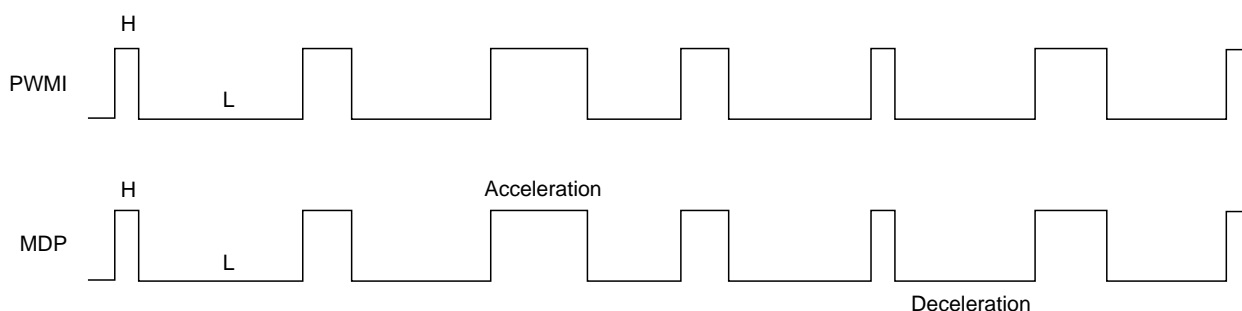 H
PWMI
L
H
Acceleration
MDP
L
Deceleration